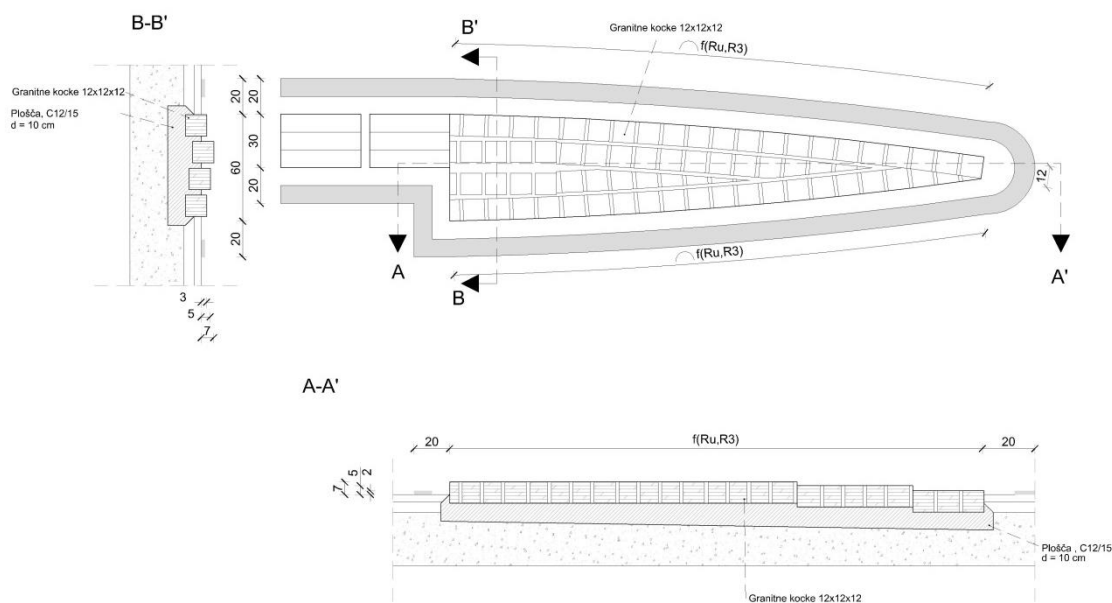 B-B'
Granitne kocke 12x12x12
Plošča, C12/15
d = 10 cm
20
60
20
20
30
20
3
5
7
B'
Granitne kocke 12x12x12
f(Ru,R3)
12
A
B
f(Ru,R3)
A'
A-A'
20
f(Ru,R3)
20
7
5
2
Plošča , C12/15
d = 10 cm
Granitne kocke 12x12x12